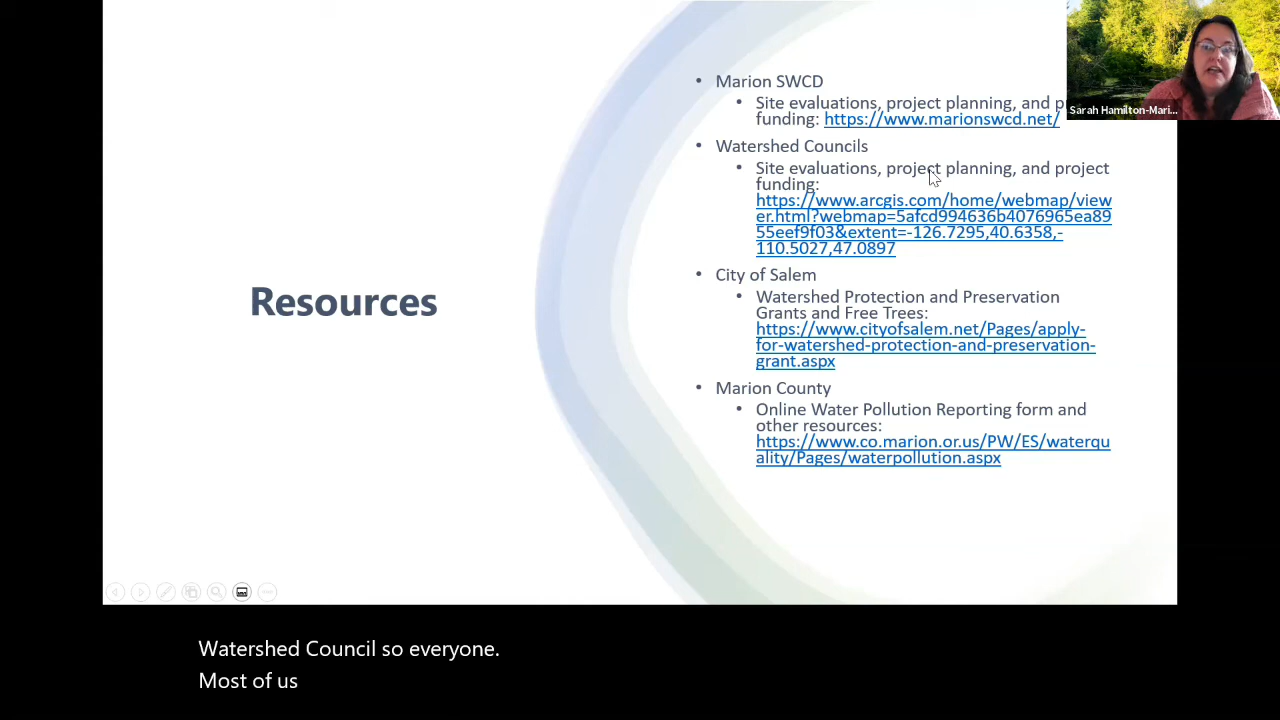 Marion SWCD
Site evaluations, project planning, and p
funding: https://www.marionswcd.net/
Watershed Councils
Site evaluations, project planning, and project
funding:
https://www.arcgis.com/home/webmap/view
er.html?webmap=5afcd994636b4076965ea89
55eef9f03&extent=-126.7295,40.6358,-
110.5027,47.0897
City of Salem
Watershed Protection and Preservation
Grants and Free Trees:
https://www.cityofsalem.net/Pages/apply-
for-watershed-protection-and-preservation-
grant.aspx
Marion County
Online Water Pollution Reporting form and
other resources:
https://www.co.marion.or.us/PW/ES/waterqu
ality/Pages/waterpollution.aspx
Resources
Sarah Hamilton-Mari...
Watershed Council so everyone.
Most of us